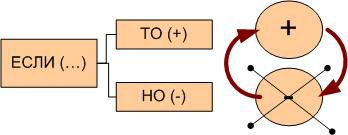 ЕСЛИ (...)
ТО (+)
НО (-)
+
-